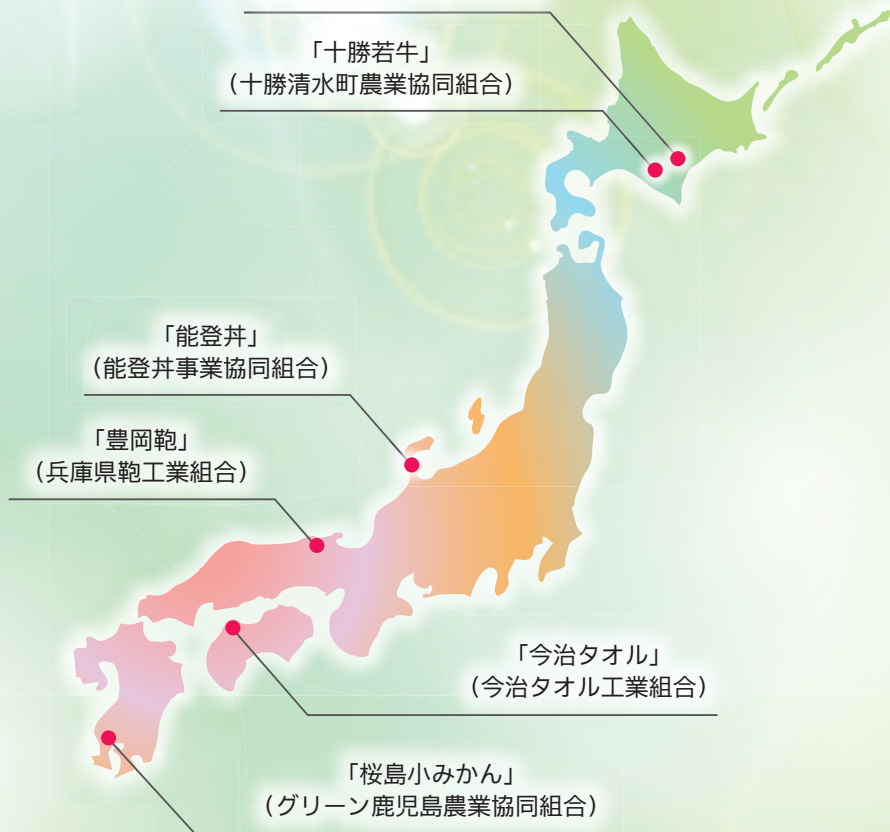 「十勝若牛」
（十勝清水町農業協同組合）
「能登丼」
（能登丼事業協同組合）
「豊岡鞄」
（兵庫県鞄工業組合）
「今治タオル」
（今治タオル工業組合）
「桜島小みかん」
（グリーン鹿児島農業協同組合）